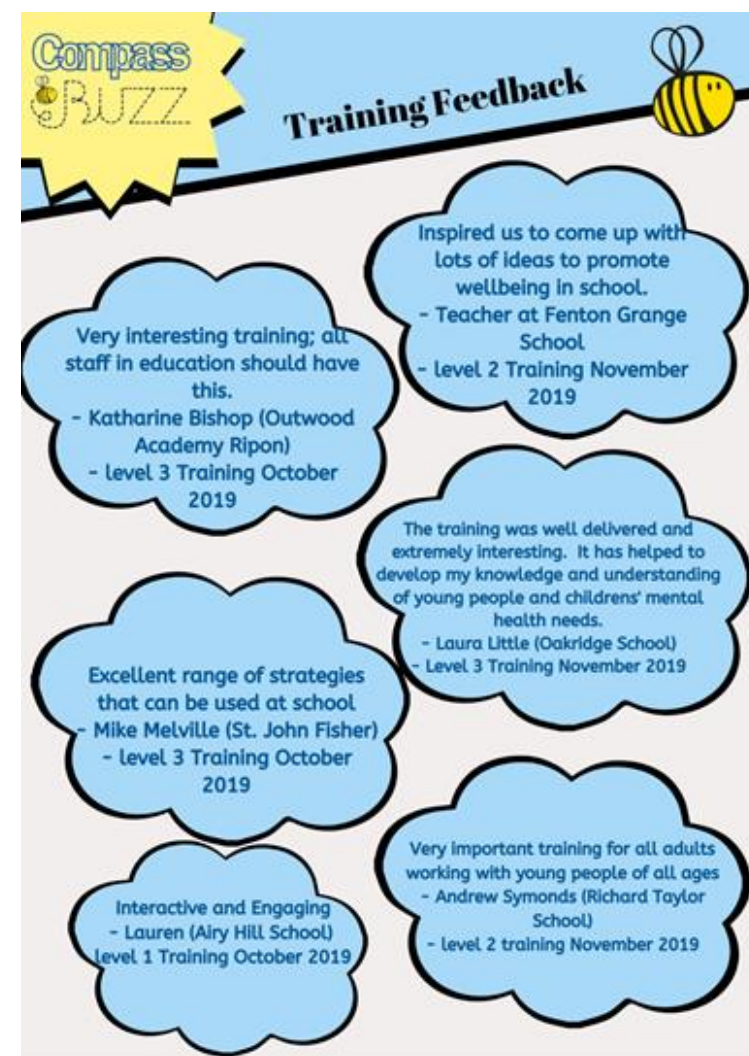 Compass
BUZZ
Training Feedback
Inspired us to come up with
lots of ideas to promote
wellbeing in school.
- Teacher at Fenton Grange
School
- level 2 Training November
2019
Very interesting training; all
staff in education should have
this.
- Katharine Bishop (Outwood
Academy Ripon)
- level 3 Training October
2019
The training was well delivered and
extremely interesting. It has helped to
develop my knowledge and understanding
of young people and childrens' mental
health needs.
- Laura Little (Oakridge School)
- Level 3 Training November 2019
Excellent range of strategies
that can be used at school
- Mike Melville (St. John Fisher)
- level 3 Training October
2019
Very important training for all adults
working with young people of all ages
- Andrew Symonds (Richard Taylor
School)
- level 2 training November 2019
Interactive and Engaging
- Lauren (Airy Hill School)
level 1 Training October 2019